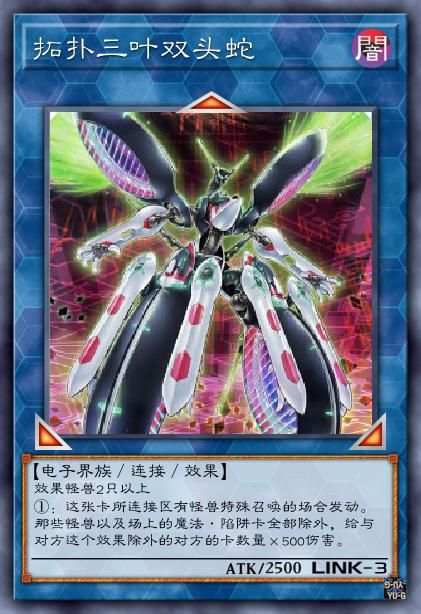 拓扑三叶双头蛇
闇
【电子界族／连接／效果】
效果怪兽2只以上
①：这张卡所连接区有怪兽特殊召唤的场合发动。
那些怪兽以及场上的魔法·陷阱卡全部除外，给与
对方这个效果除外的对方的卡数量×500伤害。
ATK/2500 LINK-3